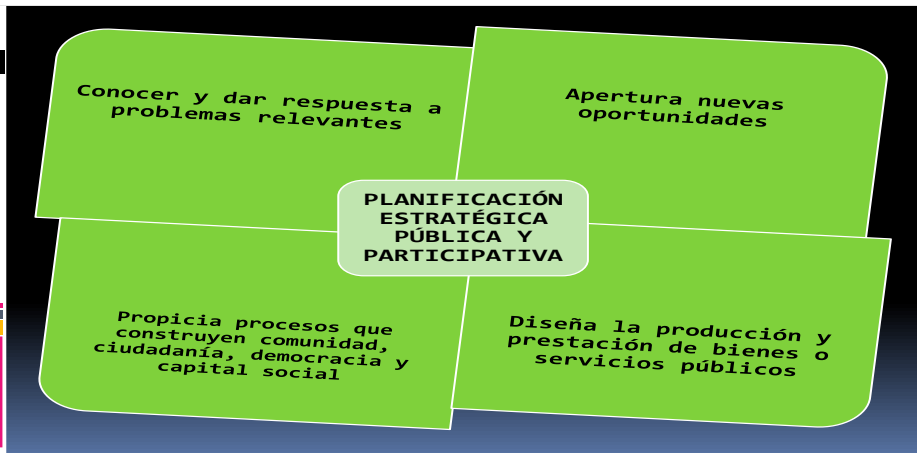 Conocer y dar respuesta a
problemas relevantes
Apertura nuevas
oportunidades
PLANIFICACIÓN
ESTRATÉGICA
PÚBLICA Y
PARTICIPATIVA
Propicia procesos que
construyen comunidad,
ciudadanía, democracia y
capital social
Diseña la producción y
prestación de bienes o
servicios públicos